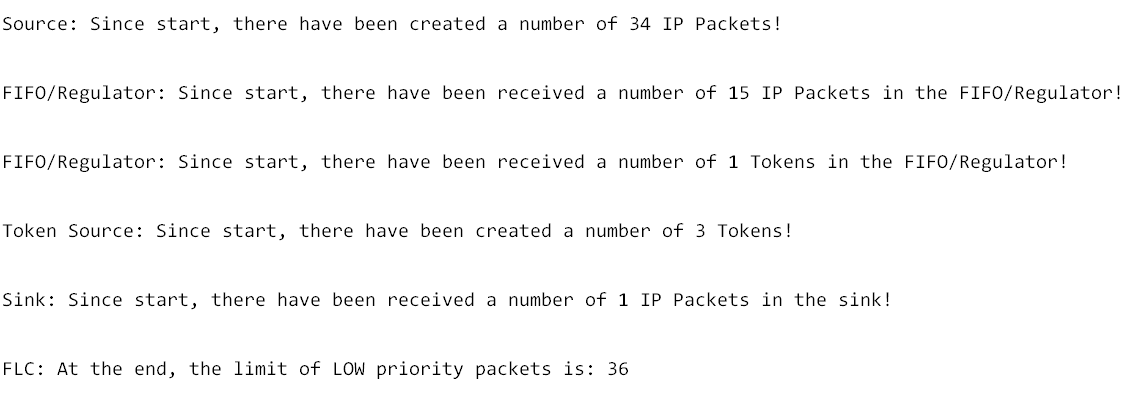 Source: Since start, there have been created a number of 34 IP Packets!
FIFO/Regulator: Since start, there have been received a number of 15 IP Packets in the FIFO/Regulator!
FIFO/Regulator: Since start, there have been received a number of 1 Tokens in the FIFO/Regulator!
Token Source: Since start, there have been created a number of 3 Tokens!
Sink: Since start, there have been received a number of 1 IP Packets in the sink!
FLC: At the end, the limit of LOW priority packets is: 36